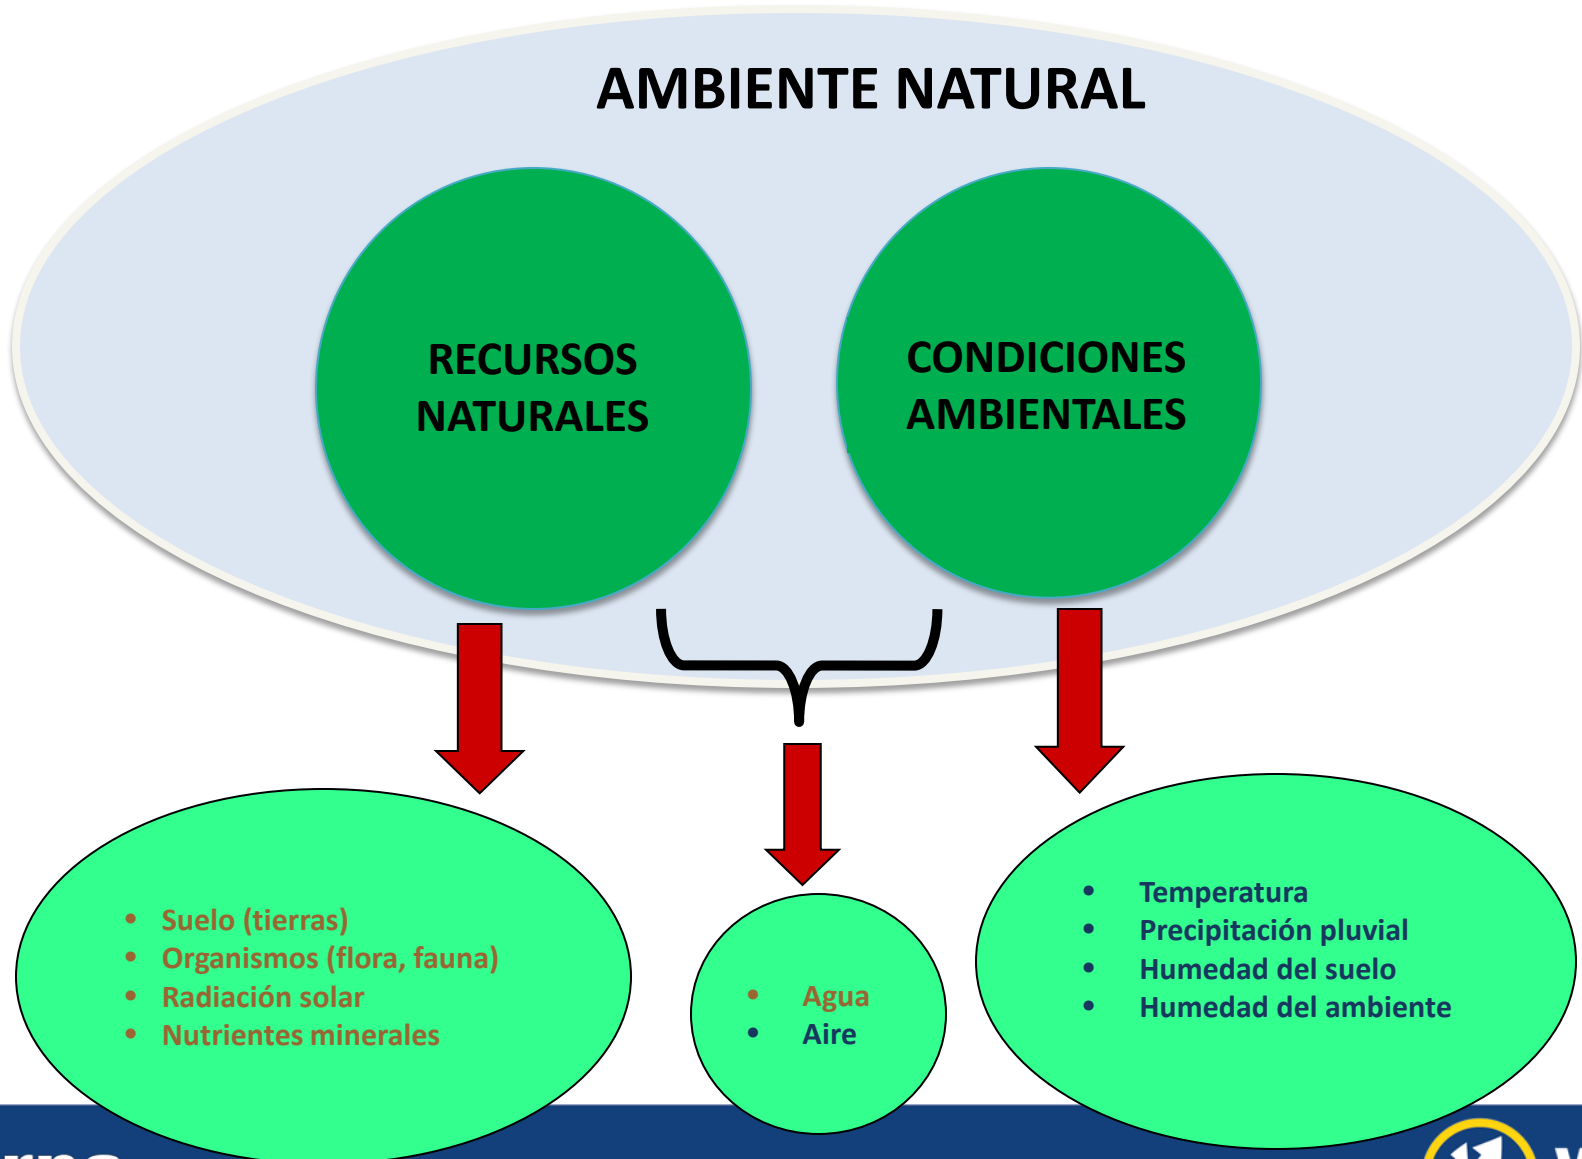 AMBIENTE NATURAL
RECURSOS
NATURALES
CONDICIONES
AMBIENTALES
• Suelo (tierras)
• Organismos (flora, fauna)
• Radiación solar
• Nutrientes minerales
• Agua
• Aire
• Temperatura
• Precipitación pluvial
• Humedad del suelo
• Humedad del ambiente